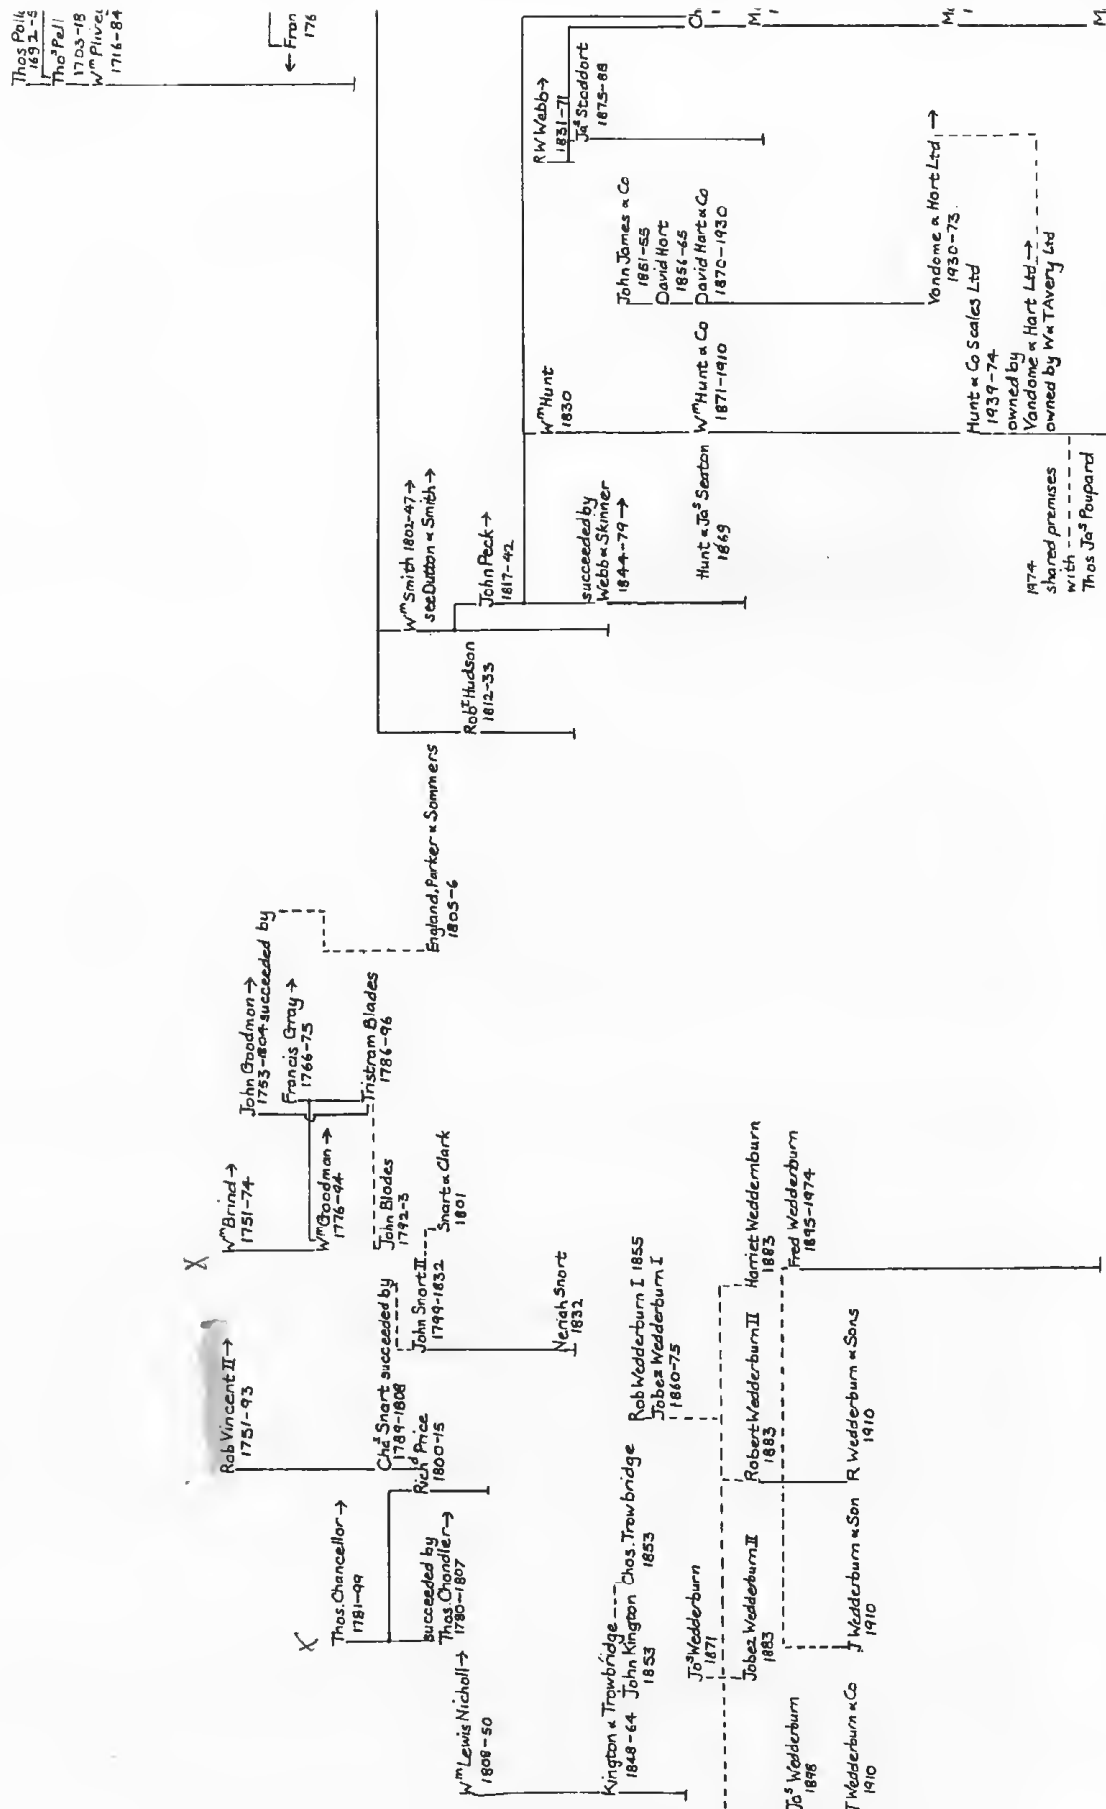 1692-5
Thoˢ Pell
1703-18
1716-84
X
X
Wᵐ Lewis Nicholl →
1808-50
Thos. Chancellor →
1781-99
succeeded by
Thos. Chandler →
1780-1807
Rob Vincent II →
1751-93
Chaˢ Snart succeeded by
1789-1808
Richᵈ Price
1800-15
John Snart II
1799-1832
Snart & Clark
1801
Neriah Snart
1832
Wᵐ Brind →
1751-74
Wᵐ Goodman →
1776-94
John Blades
1792-3
John Goodman →
1753-1804 succeeded by
Francis Gray →
1766-75
Tristram Blades
1786-96
England, Parker & Sommers
1805-6
Kington & Trowbridge
1848-64
John Kington
1853
Chas. Trowbridge
1853
Rob Wedderburn I 1855
Jabez Wedderburn I
1860-75
Jaˢ Wedderburn
1871
Jabez Wedderburn II
1883
Robert Wedderburn II
1883
Harriet Weddernburn
1883
Jaˢ Wedderburn
1898
Fred Wedderburn
1895-1974
J Wedderburn & Co
1910
J Wedderburn & Son
1910
R Wedderburn & Sons
1910
Robᵗ Hudson
1812-33
Wᵐ Smith 1802-47 →
see Dutton & Smith →
John Peck →
1817-42
succeeded by
Webb & Skinner
1844-79 →
Wᵐ Hunt
1830
Hunt & Jaˢ Seaton
1869
Wᵐ Hunt & Co
1871-1910
RW Webb →
1831-71
Jaˢ Stoddart
1875-88
John James & Co
1851-55
David Hart
1856-65
David Hart & Co
1870-1930
Vandome & Hart Ltd →
1930-73
Hunt & Co Scales Ltd
1939-74
owned by
Vandome & Hart Ltd →
owned by W & T Avery Ltd
1974
shared premises
with
Thos Jaˢ Poupard